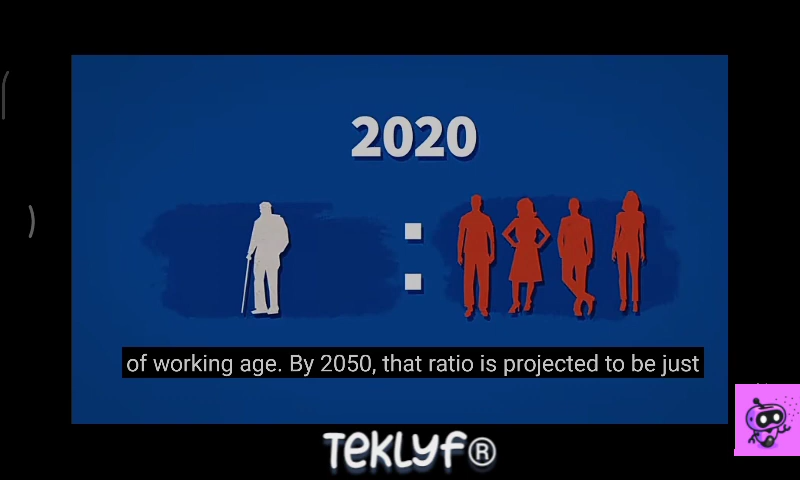 2020
of working age. By 2050, that ratio is projected to be just
TEKLYF®